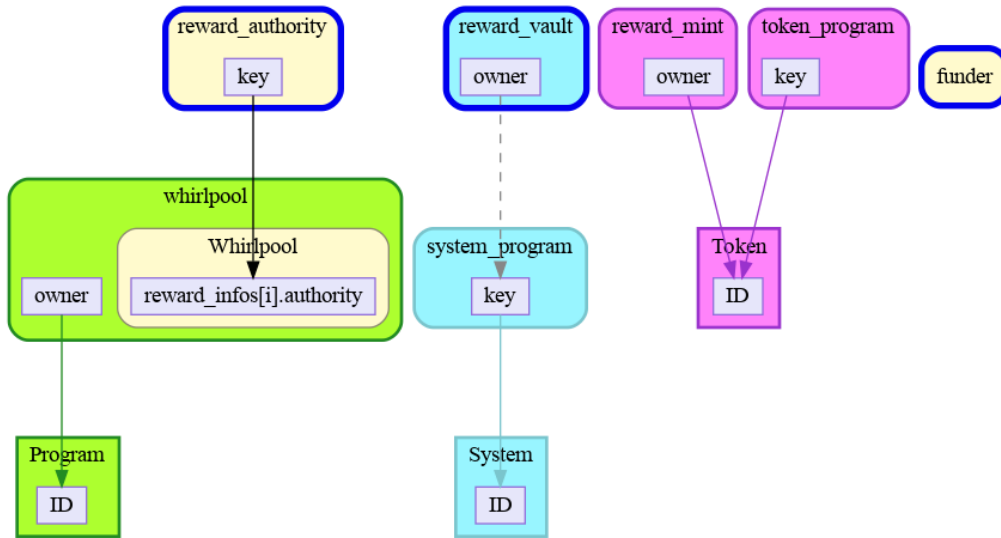 reward_authority
key
reward_vault
owner
reward_mint
owner
token_program
key
funder
whirlpool
owner
Whirlpool
reward_infos[i].authority
system_program
key
Token
ID
Program
ID
System
ID